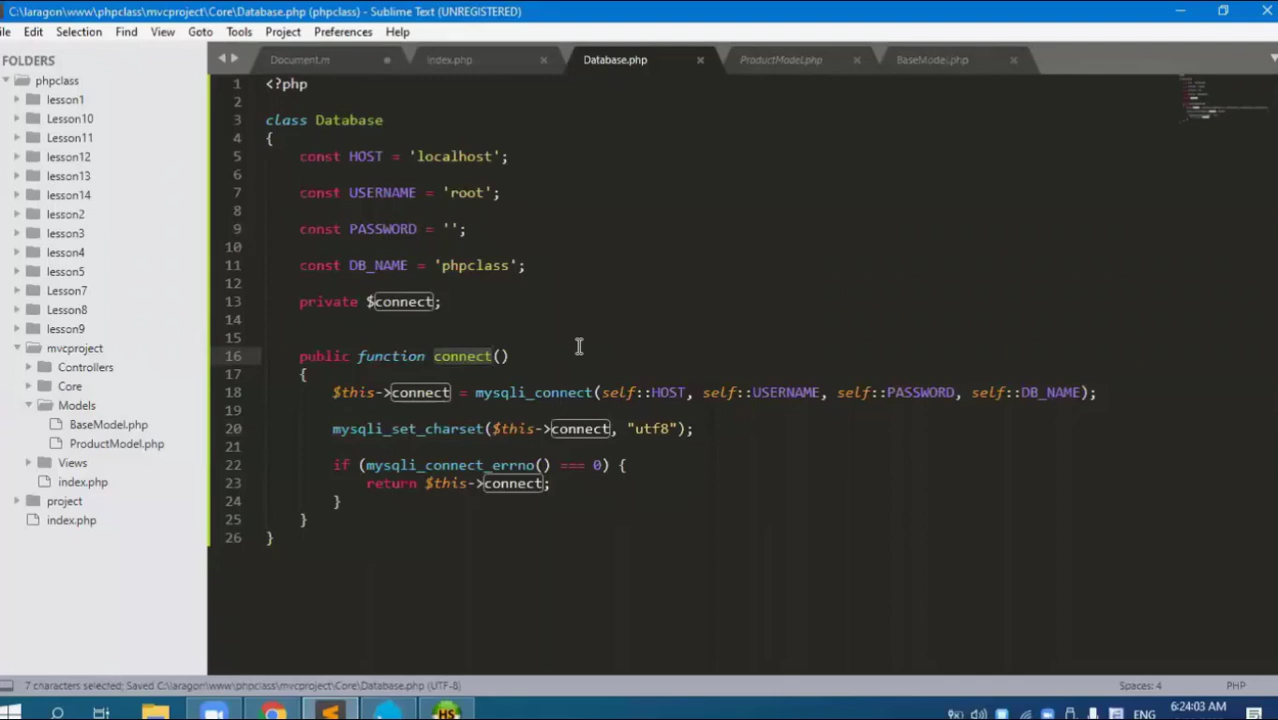 C:\laragon\www\phpclass\mvcproject\Core\Database.php (phpclass) - Sublime Text (UNREGISTERED)
ile Edit Selection Find View Goto Tools Project Preferences Help
FOLDERS
phpclass
lesson1
Lesson10
Lesson11
lesson12
lesson13
lesson14
lesson2
lesson3
lesson4
lesson5
Lesson7
Lesson8
lesson9
mvcproject
Controllers
Core
Models
BaseModel.php
ProductModel.php
Views
index.php
project
index.php
Document.m index.php Database.php ProductModel.php BaseModel.php
1 <?php
2
3 class Database
4 {
5 const HOST = 'localhost';
6
7 const USERNAME = 'root';
8
9 const PASSWORD = '';
10
11 const DB_NAME = 'phpclass';
12
13 private $connect;
14
15
16 public function connect()
17 {
18 $this->connect = mysqli_connect(self::HOST, self::USERNAME, self::PASSWORD, self::DB_NAME);
19
20 mysqli_set_charset($this->connect, "utf8");
21
22 if (mysqli_connect_errno() === 0) {
23 return $this->connect;
24 }
25 }
26 }
7 characters selected; Saved C:\laragon\www\phpclass\mvcproject\Core\Database.php (UTF-8) Spaces: 4 PHP
HS
ENG 6:24:03 AM